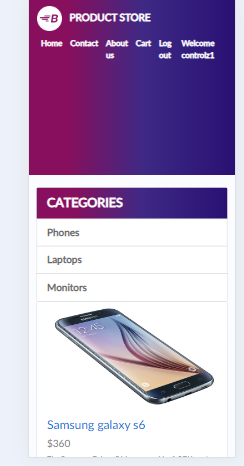 PRODUCT STORE
Home Contact About us Cart Log out Welcome controlz1
CATEGORIES
Phones
Laptops
Monitors
Samsung galaxy s6
$360